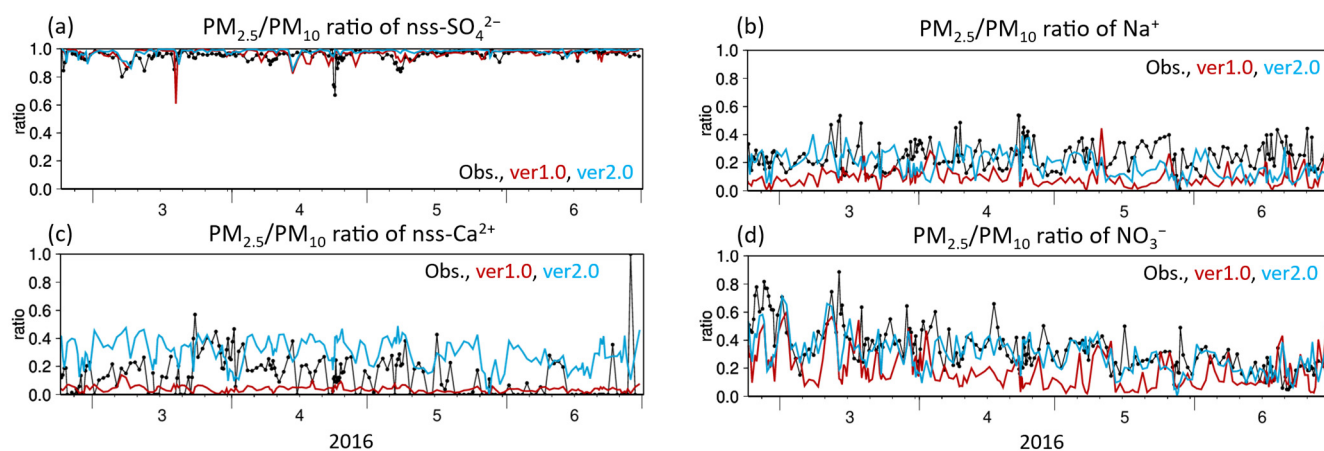 (a) PM₂.₅/PM₁₀ ratio of nss-SO₄²⁻
1.0
0.8
0.6
0.4
0.2
0.0
ratio
Obs., ver1.0, ver2.0
3 4 5 6
(b) PM₂.₅/PM₁₀ ratio of Na⁺
1.0
0.8
0.6
0.4
0.2
0.0
ratio
Obs., ver1.0, ver2.0
3 4 5 6
(c) PM₂.₅/PM₁₀ ratio of nss-Ca²⁺
1.0
0.8
0.6
0.4
0.2
0.0
ratio
Obs., ver1.0, ver2.0
3 4 5 6
2016
(d) PM₂.₅/PM₁₀ ratio of NO₃⁻
1.0
0.8
0.6
0.4
0.2
0.0
ratio
Obs., ver1.0, ver2.0
3 4 5 6
2016